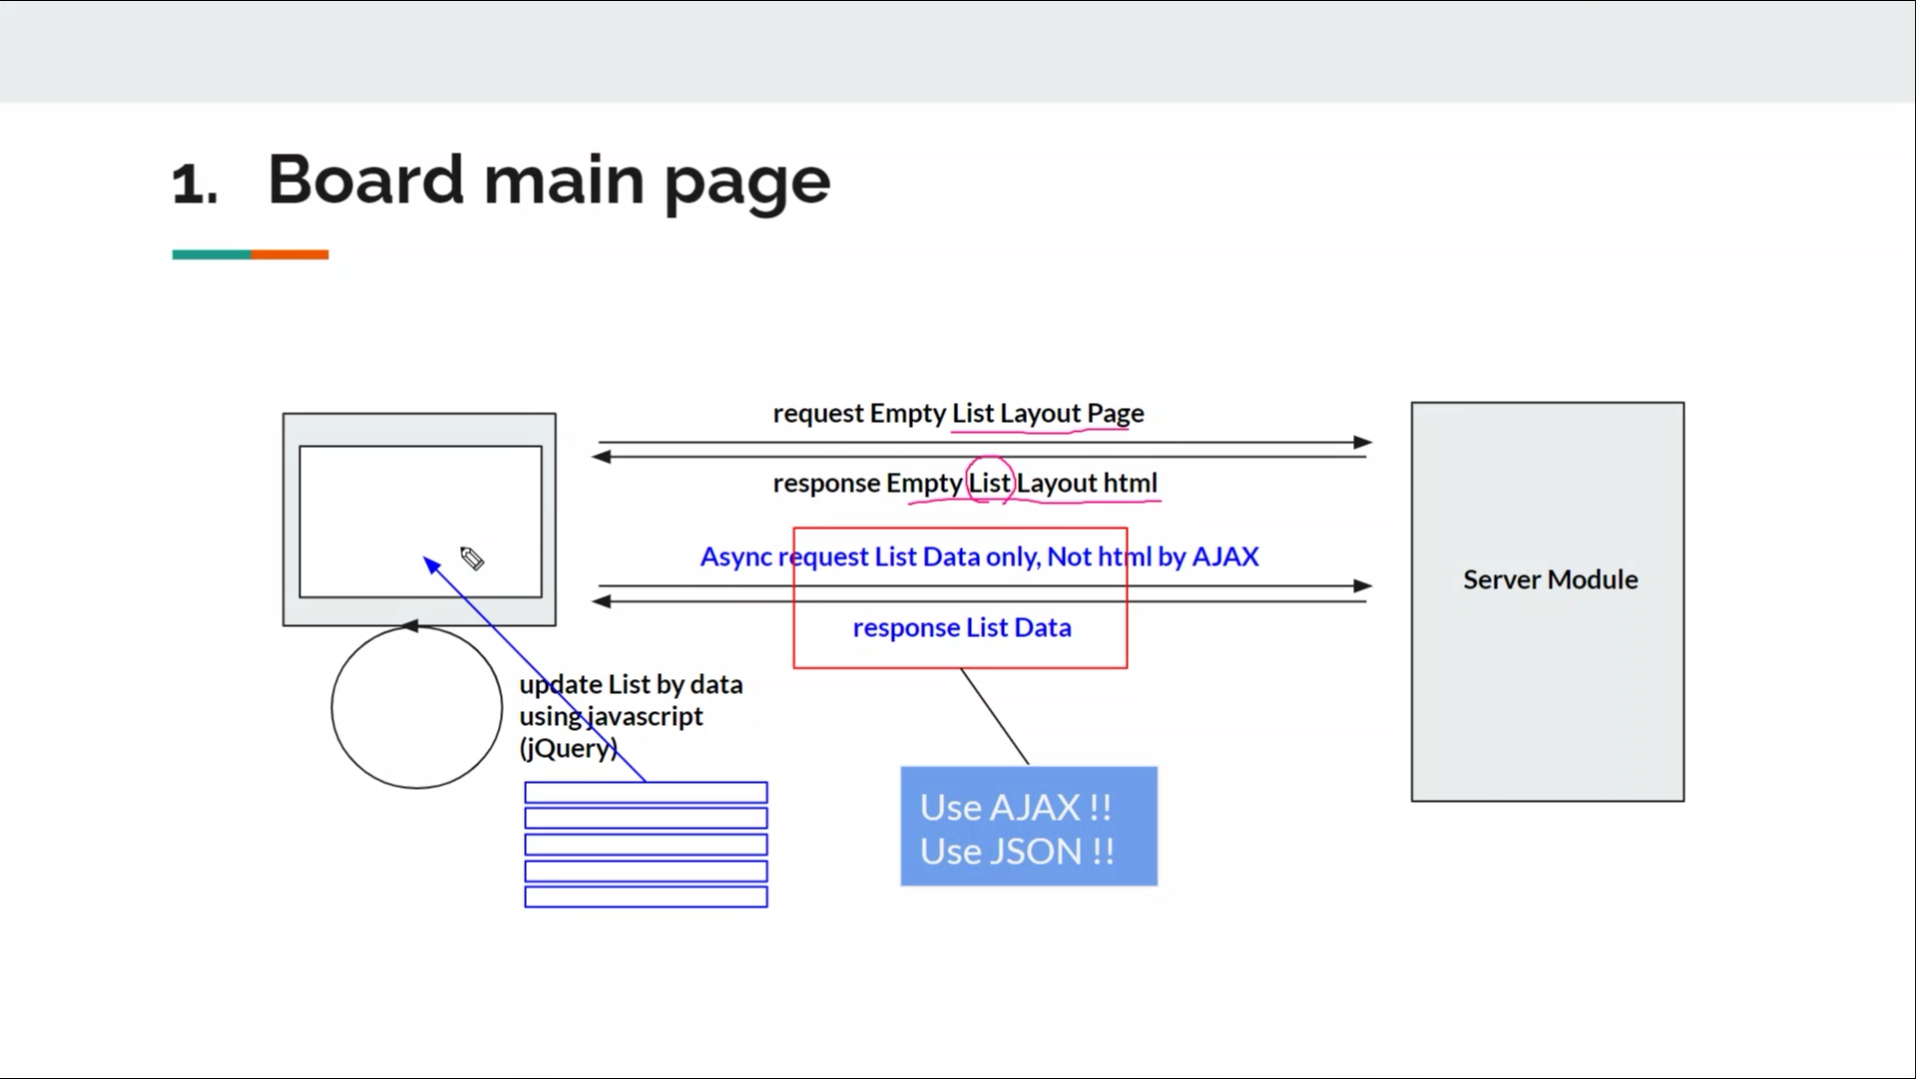 1. Board main page
request Empty List Layout Page
response Empty List Layout html
Async request List Data only, Not html by AJAX
response List Data
Server Module
update List by data
using javascript
(jQuery)
Use AJAX !!
Use JSON !!